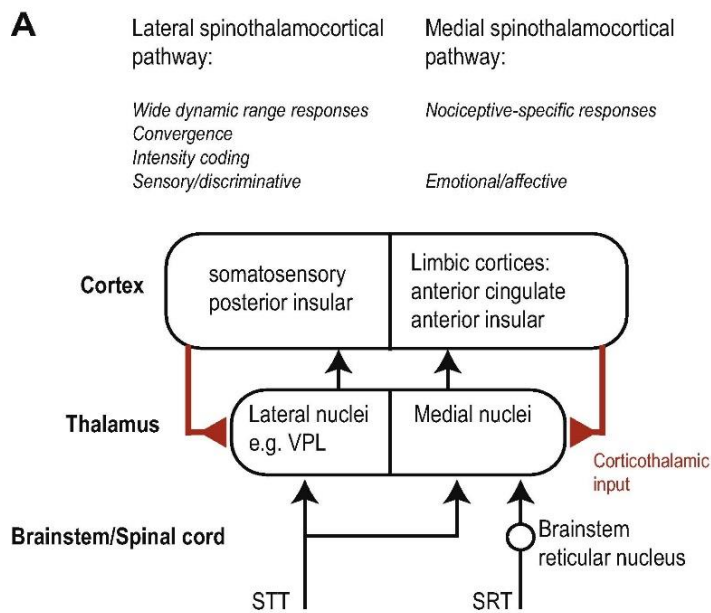 A
Lateral spinothalamocortical
pathway:
Wide dynamic range responses
Convergence
Intensity coding
Sensory/discriminative
Medial spinothalamocortical
pathway:
Nociceptive-specific responses
Emotional/affective
Cortex
somatosensory
posterior insular
Limbic cortices:
anterior cingulate
anterior insular
Thalamus
Lateral nuclei
e.g. VPL
Medial nuclei
Corticothalamic
input
Brainstem/Spinal cord
Brainstem
reticular nucleus
STT
SRT